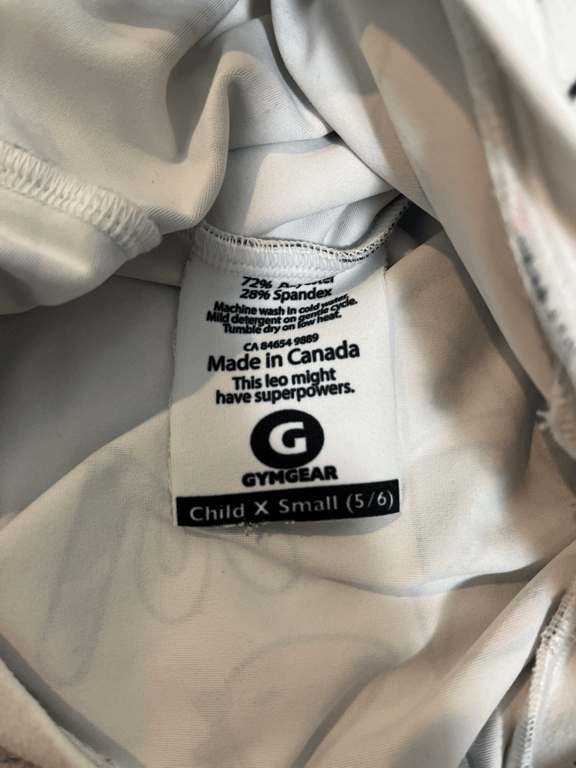 72% Polyester
28% Spandex
Machine wash in cold water,
Mild detergent on gentle cycle.
Tumble dry on low heat.
CA 84654 9889
Made in Canada
This leo might
have superpowers.
G
GYMGEAR
Child X Small (5/6)